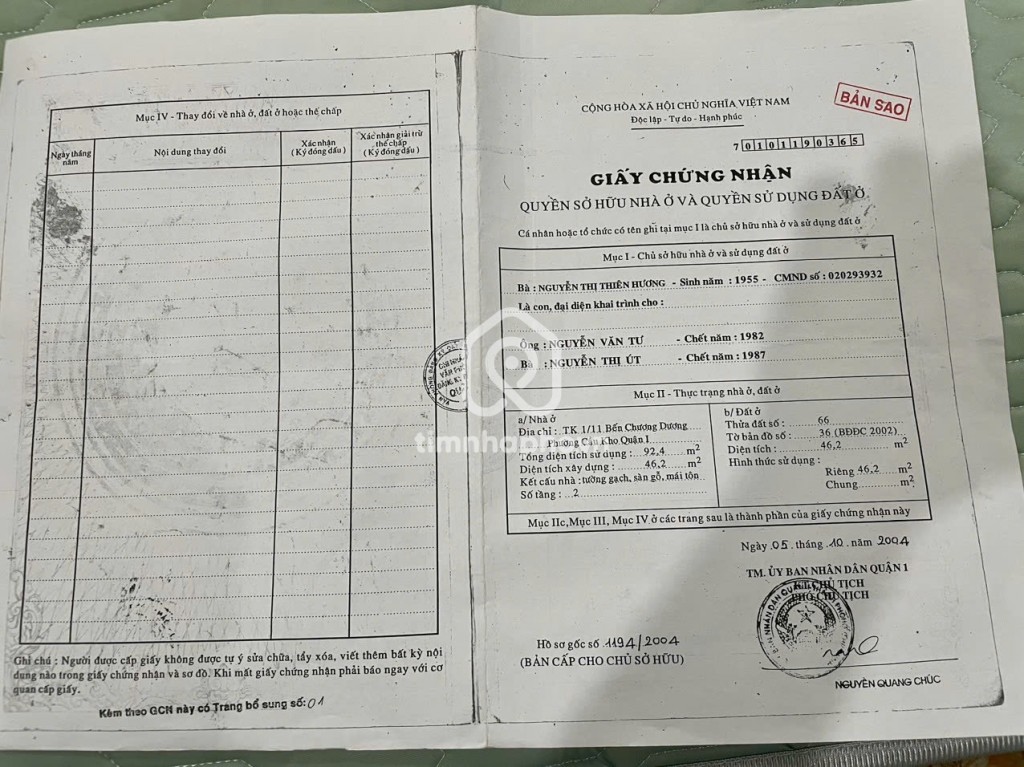 Mục IV - Thay đổi về nhà ở, đất ở hoặc thế chấp
Ngày tháng năm
Nội dung thay đổi
Xác nhận
(Ký đóng dấu)
Xác nhận giải trừ
thế chấp
(Ký đóng dấu)
Ghi chú : Người được cấp giấy không được tự ý sửa chữa, tẩy xóa, viết thêm bất kỳ nội
dung nào trong giấy chứng nhận và sơ đồ. Khi mất giấy chứng nhận phải báo ngay với cơ
quan cấp giấy.
Kèm theo GCN này có Trang bổ sung số: 01
CỘNG HÒA XÃ HỘI CHỦ NGHĨA VIỆT NAM
Độc lập - Tự do - Hạnh phúc
BẢN SAO
7 0 1 0 1 1 9 0 3 6 5
GIẤY CHỨNG NHẬN
QUYỀN SỞ HỮU NHÀ Ở VÀ QUYỀN SỬ DỤNG ĐẤT Ở
Cá nhân hoặc tổ chức có tên ghi tại mục I là chủ sở hữu nhà ở và sử dụng đất ở
Mục I - Chủ sở hữu nhà ở và sử dụng đất ở
Bà : NGUYỄN THỊ THIÊN HƯƠNG - Sinh năm : 1955 - CMND số : 020293932
Là con, đại diện khai trình cho :
Ông : NGUYỄN VĂN TƯ - Chết năm : 1982
Bà : NGUYỄN THỊ ÚT - Chết năm : 1987
Mục II - Thực trạng nhà ở, đất ở
a/ Nhà ở
Địa chỉ : TK 1/11 Bến Chương Dương
Phường Cầu Kho Quận 1
Tổng diện tích sử dụng : 92,4 m2
Diện tích xây dựng : 46,2 m2
Kết cấu nhà : tường gạch, sàn gỗ, mái tôn
Số tầng : 2
b/ Đất ở
Thửa đất số : 66
Tờ bản đồ số : 36 (BĐĐC 2002)
Diện tích : 46,2 m2
Hình thức sử dụng :
Riêng 46,2 m2
Chung m2
Mục IIc, Mục III, Mục IV ở các trang sau là thành phần của giấy chứng nhận này
Ngày 05 tháng 10 năm 2004
TM. ỦY BAN NHÂN DÂN QUẬN 1
KT. CHỦ TỊCH
PHÓ CHỦ TỊCH
Hồ sơ gốc số 1194/2004
(BẢN CẤP CHO CHỦ SỞ HỮU)
NGUYỄN QUANG CHÚC